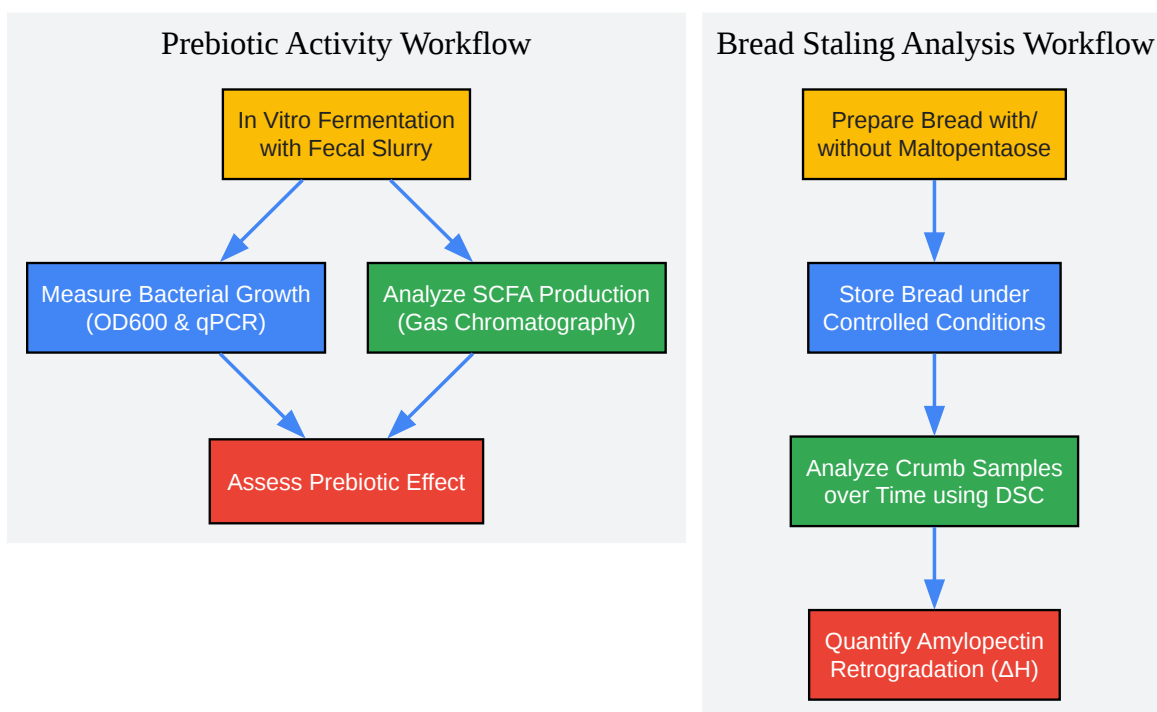 Prebiotic Activity Workflow
In Vitro Fermentation
with Fecal Slurry
Measure Bacterial Growth
(OD600 & qPCR)
Analyze SCFA Production
(Gas Chromatography)
Assess Prebiotic Effect
Bread Staling Analysis Workflow
Prepare Bread with/
without Maltopentaose
Store Bread under
Controlled Conditions
Analyze Crumb Samples
over Time using DSC
Quantify Amylopectin
Retrogradation (ΔH)